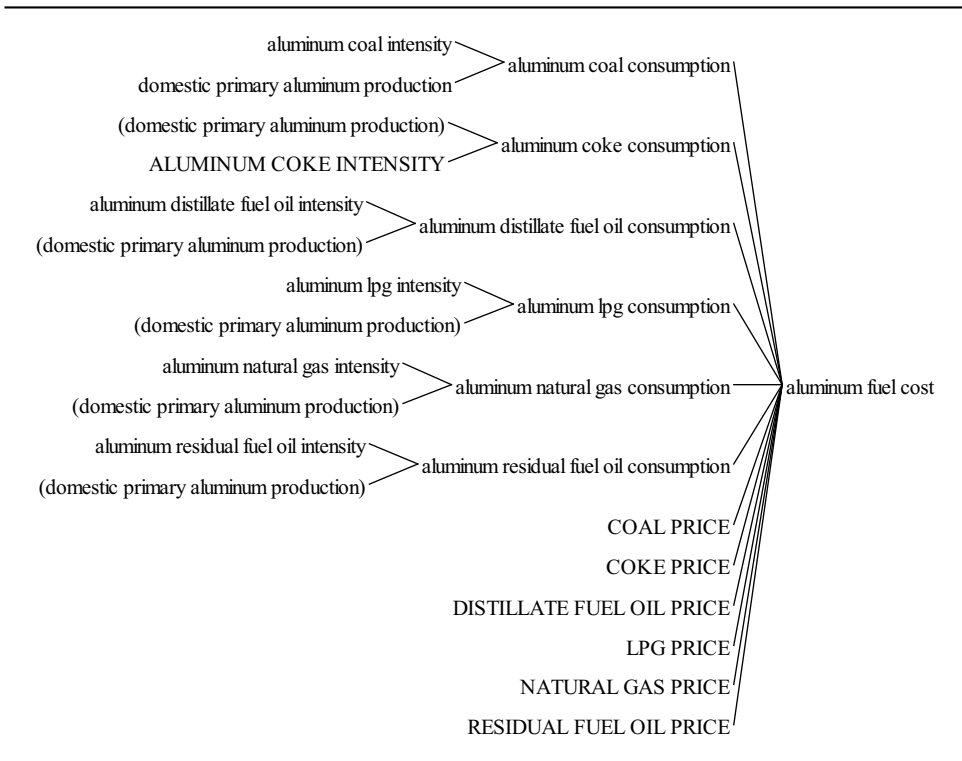 aluminum coal intensity
aluminum coal consumption
domestic primary aluminum production
(domestic primary aluminum production)
aluminum coke consumption
ALUMINUM COKE INTENSITY
aluminum distillate fuel oil intensity
aluminum distillate fuel oil consumption
(domestic primary aluminum production)
aluminum lpg intensity
aluminum lpg consumption
(domestic primary aluminum production)
aluminum natural gas intensity
aluminum natural gas consumption
aluminum fuel cost
(domestic primary aluminum production)
aluminum residual fuel oil intensity
aluminum residual fuel oil consumption
(domestic primary aluminum production)
COAL PRICE
COKE PRICE
DISTILLATE FUEL OIL PRICE
LPG PRICE
NATURAL GAS PRICE
RESIDUAL FUEL OIL PRICE